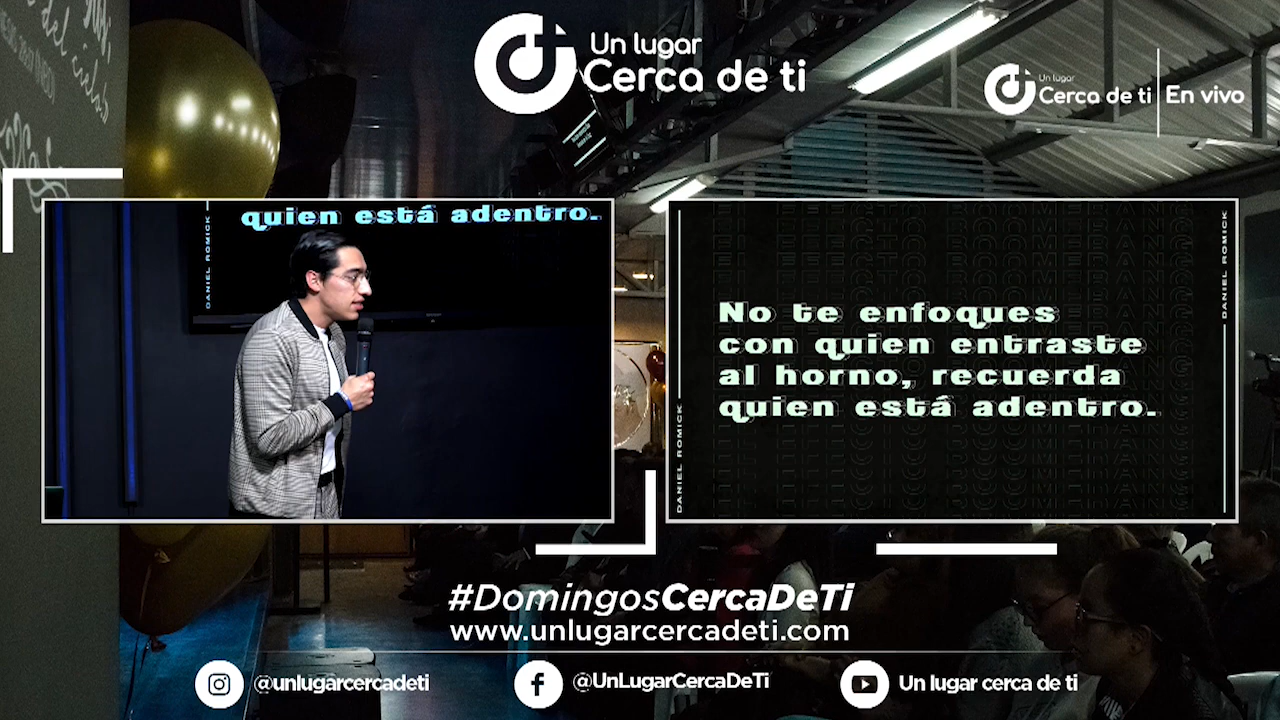 Un lugar
Cerca de ti
Un lugar
Cerca de ti
En vivo
quien está adentro.
DANIEL ROMICK
EL EFECTO BOOMERANG
DANIEL ROMICK
No te enfoques
con quien entraste
al horno, recuerda
quien está adentro.
DANIEL ROMICK
#DomingosCercaDeTi
www.unlugarcercadeti.com
@unlugarcercadeti
@UnLugarCercaDeTi
Un lugar cerca de ti